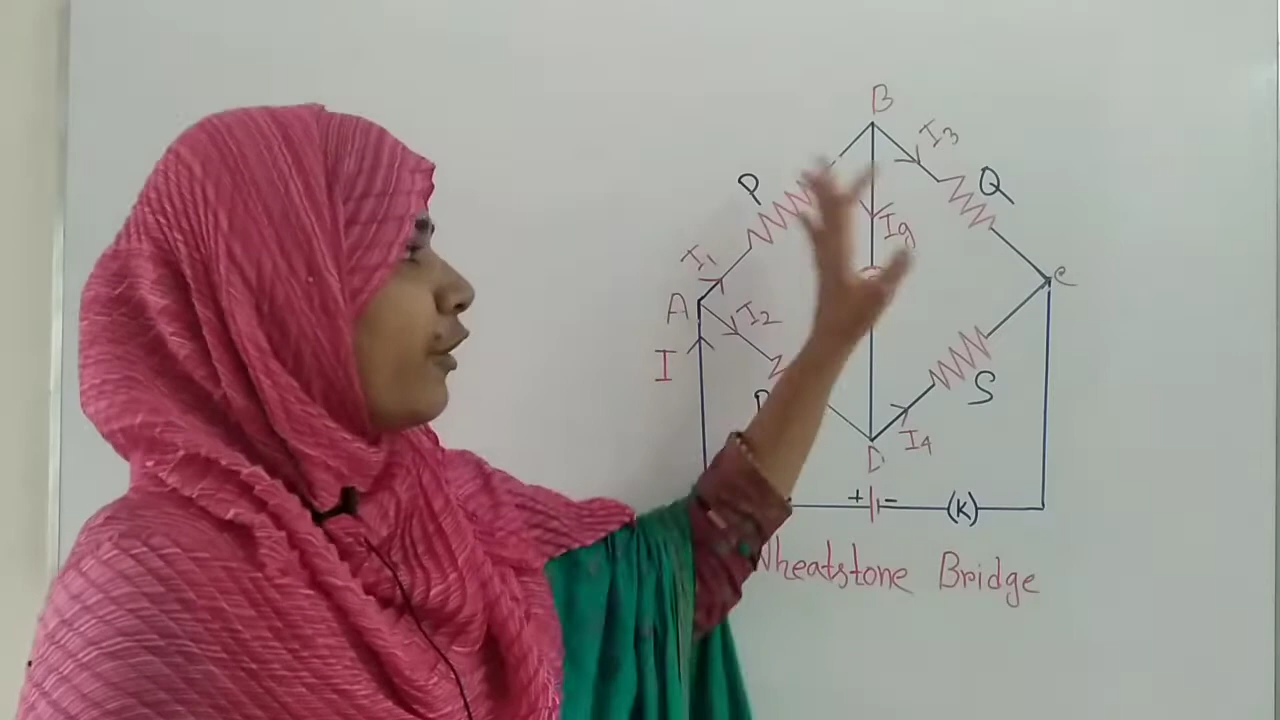 B
I3
P
Q
Ig
I1
A
I2
C
I
S
I4
D
+ -
(K)
Wheatstone Bridge